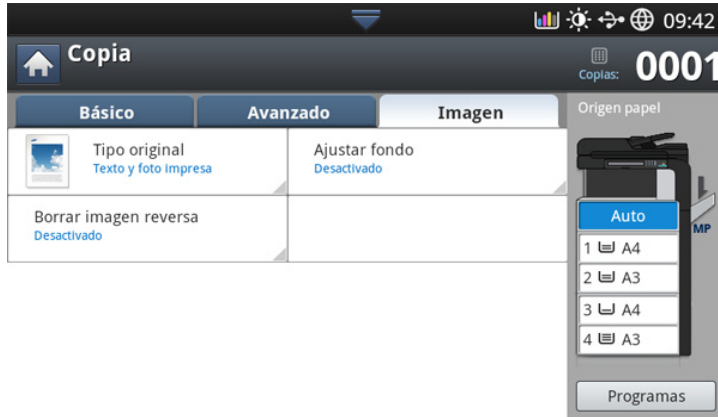 09:42
Copia
Copias: 0001
Básico Avanzado Imagen
Origen papel
Tipo original
Texto y foto impresa
Ajustar fondo
Desactivado
Borrar imagen reversa
Desactivado
Auto
MP
1 A4
2 A3
3 A4
4 A3
Programas